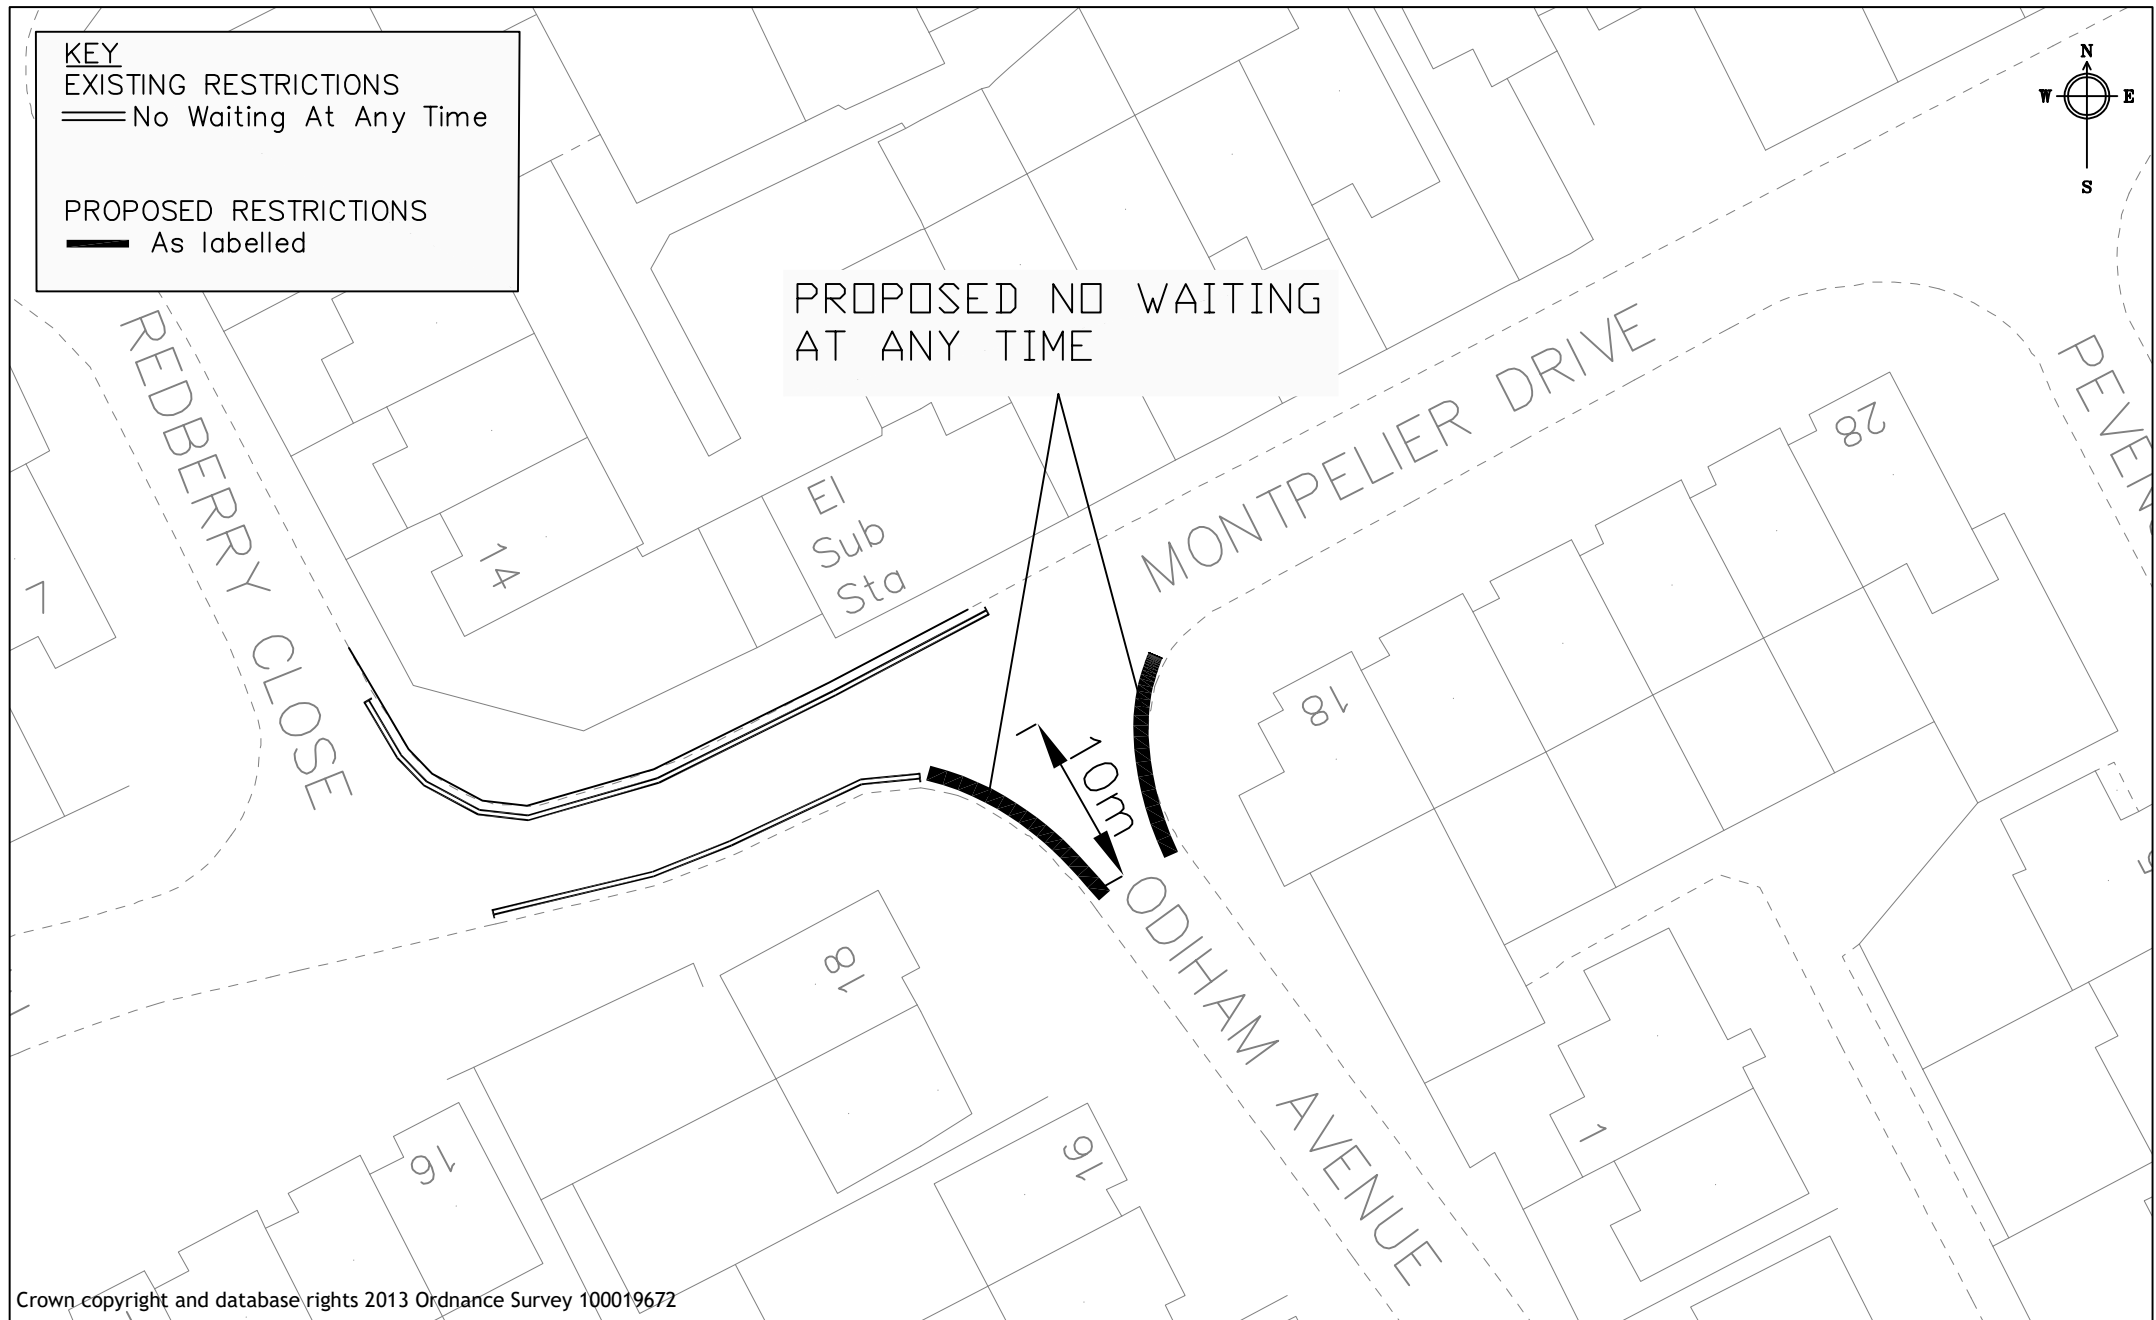 KEY
EXISTING RESTRICTIONS
No Waiting At Any Time
PROPOSED RESTRICTIONS
As labelled
N
W E
S
PROPOSED NO WAITING
AT ANY TIME
REDBERRY CLOSE
MONTPELIER DRIVE
ODIHAM AVENUE
El
Sub
Sta
14
7
28
18
10m
18
16
16
1
5
Crown copyright and database rights 2013 Ordnance Survey 100019672